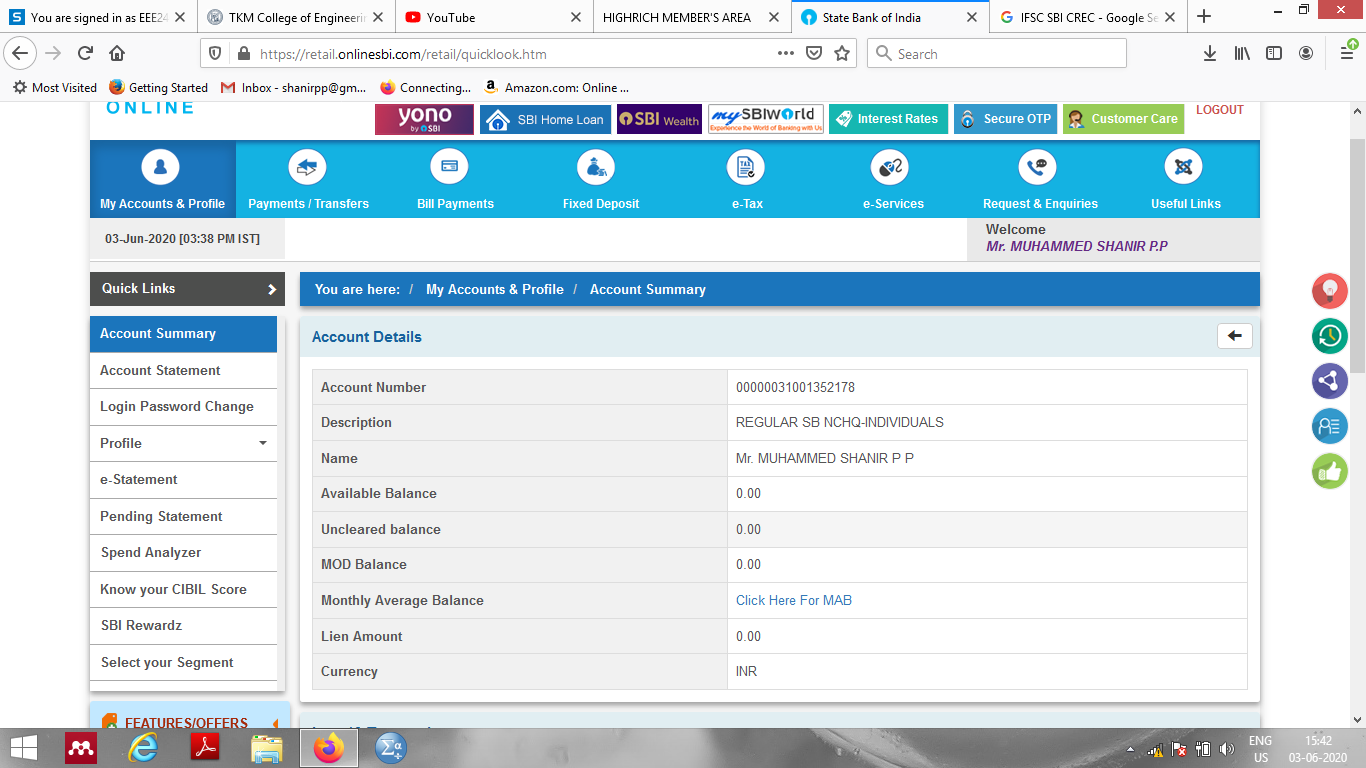 You are signed in as EEE24
TKM College of Engineeri
YouTube
HIGHRICH MEMBER'S AREA
State Bank of India
IFSC SBI CREC - Google Se
https://retail.onlinesbi.com/retail/quicklook.htm
Search
Most Visited
Getting Started
Inbox - shanirpp@gm...
Connecting...
Amazon.com: Online ...
ONLINE
yono
by SBI
SBI Home Loan
SBI Wealth
my SBIWorld
Experience the World of Banking with Us
Interest Rates
Secure OTP
Customer Care
LOGOUT
My Accounts & Profile
Payments / Transfers
Bill Payments
Fixed Deposit
TAX
e-Tax
e-Services
Request & Enquiries
Useful Links
03-Jun-2020 [03:38 PM IST]
Welcome
Mr. MUHAMMED SHANIR P.P
Quick Links
You are here: / My Accounts & Profile / Account Summary
Account Summary
Account Statement
Login Password Change
Profile
e-Statement
Pending Statement
Spend Analyzer
Know your CIBIL Score
SBI Rewardz
Select your Segment
FEATURES/OFFERS
Account Details
Account Number 00000031001352178
Description REGULAR SB NCHQ-INDIVIDUALS
Name Mr. MUHAMMED SHANIR P P
Available Balance 0.00
Uncleared balance 0.00
MOD Balance 0.00
Monthly Average Balance Click Here For MAB
Lien Amount 0.00
Currency INR
ENG
US
15:42
03-06-2020